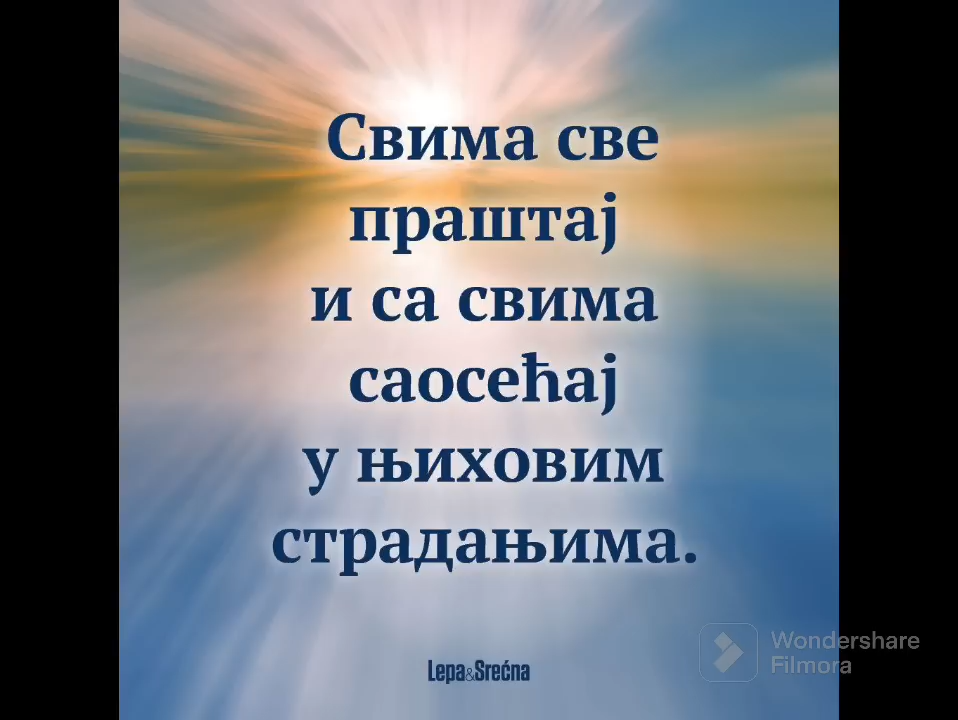 Свима све
праштај
и са свима
саосећај
у њиховим
страдањима.
Lepa&Srećna
Wondershare
Filmora